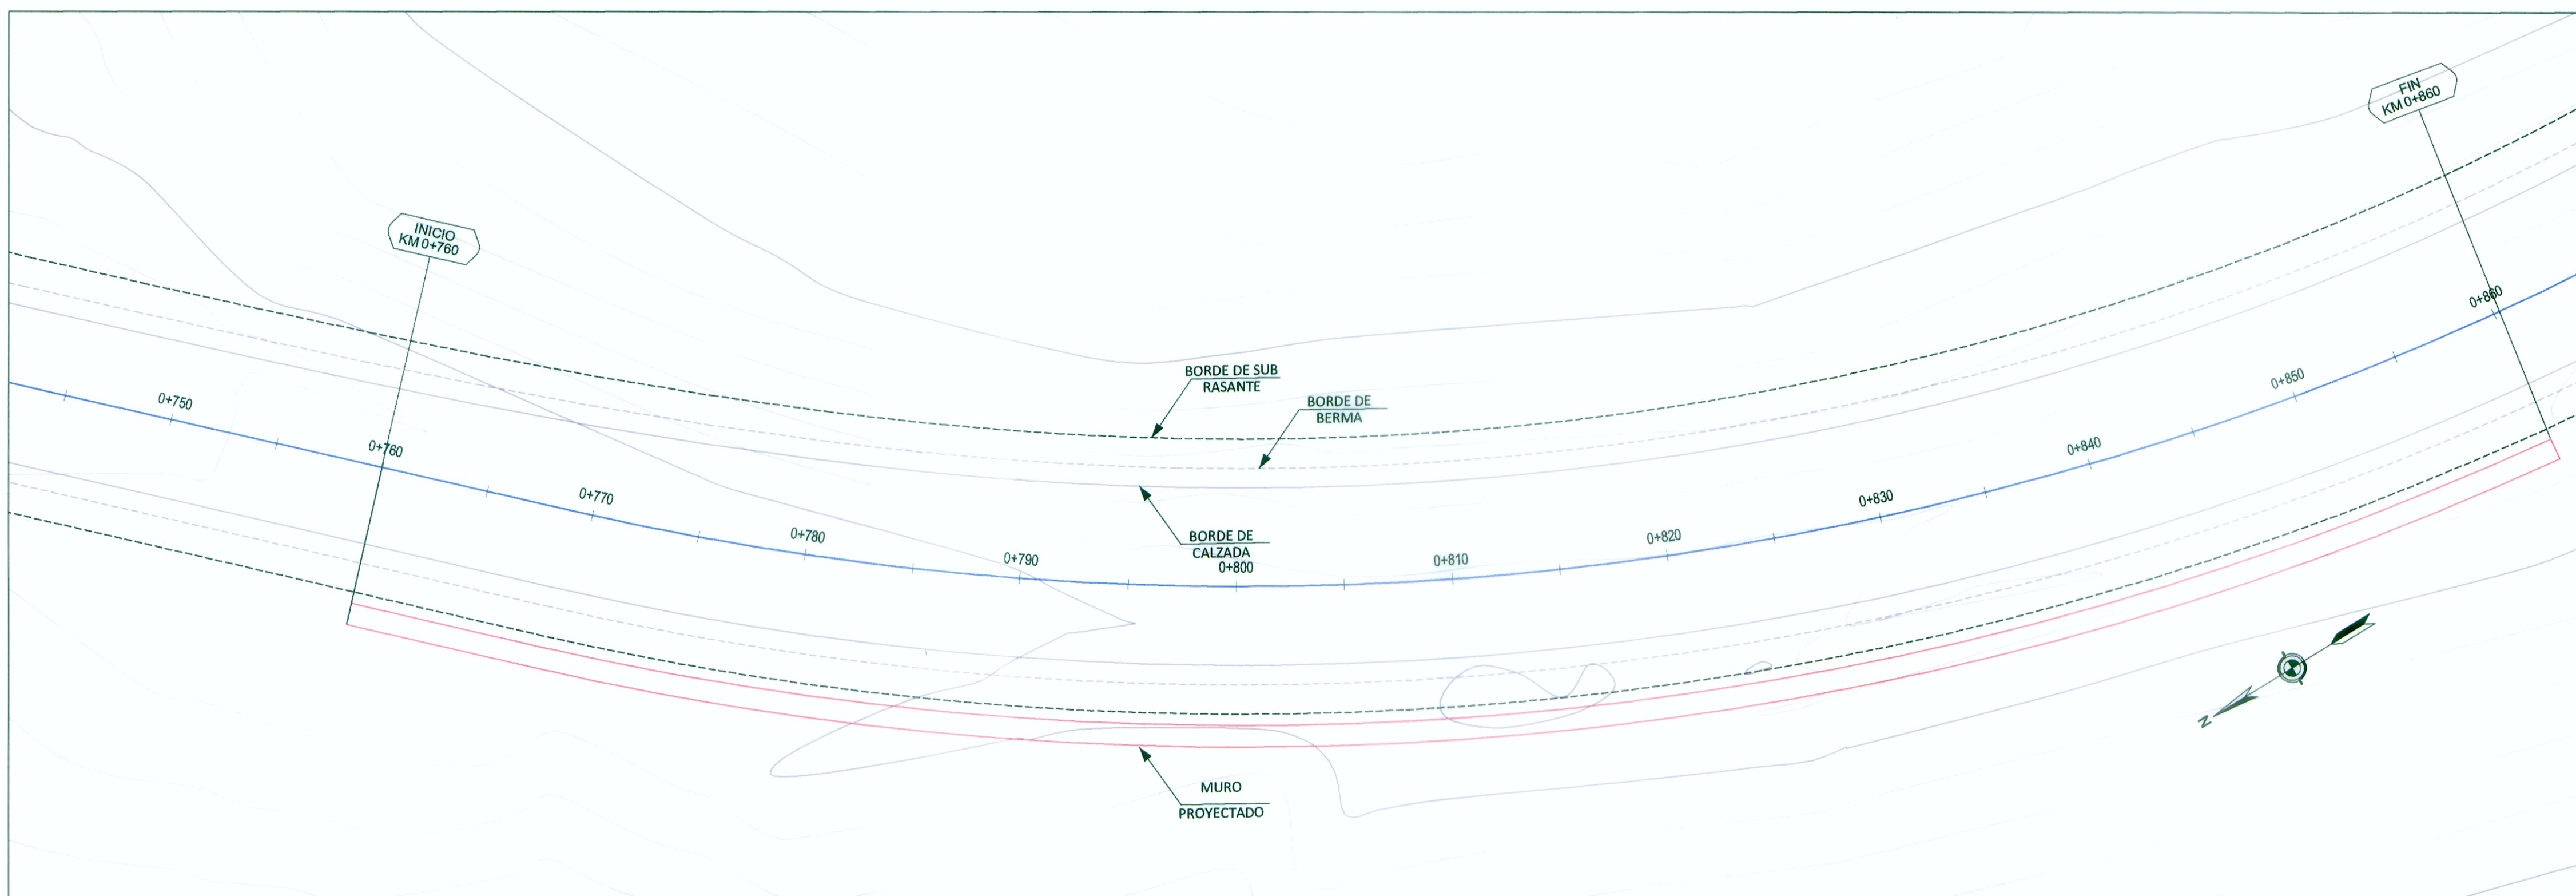 FIN
KM 0+860
INICIO
KM 0+760
0+860
BORDE DE SUB
RASANTE
0+850
0+750
BORDE DE
BERMA
0+760
0+840
0+770
0+830
0+780
BORDE DE
CALZADA
0+820
0+790
0+800
0+810
N
MURO
PROYECTADO